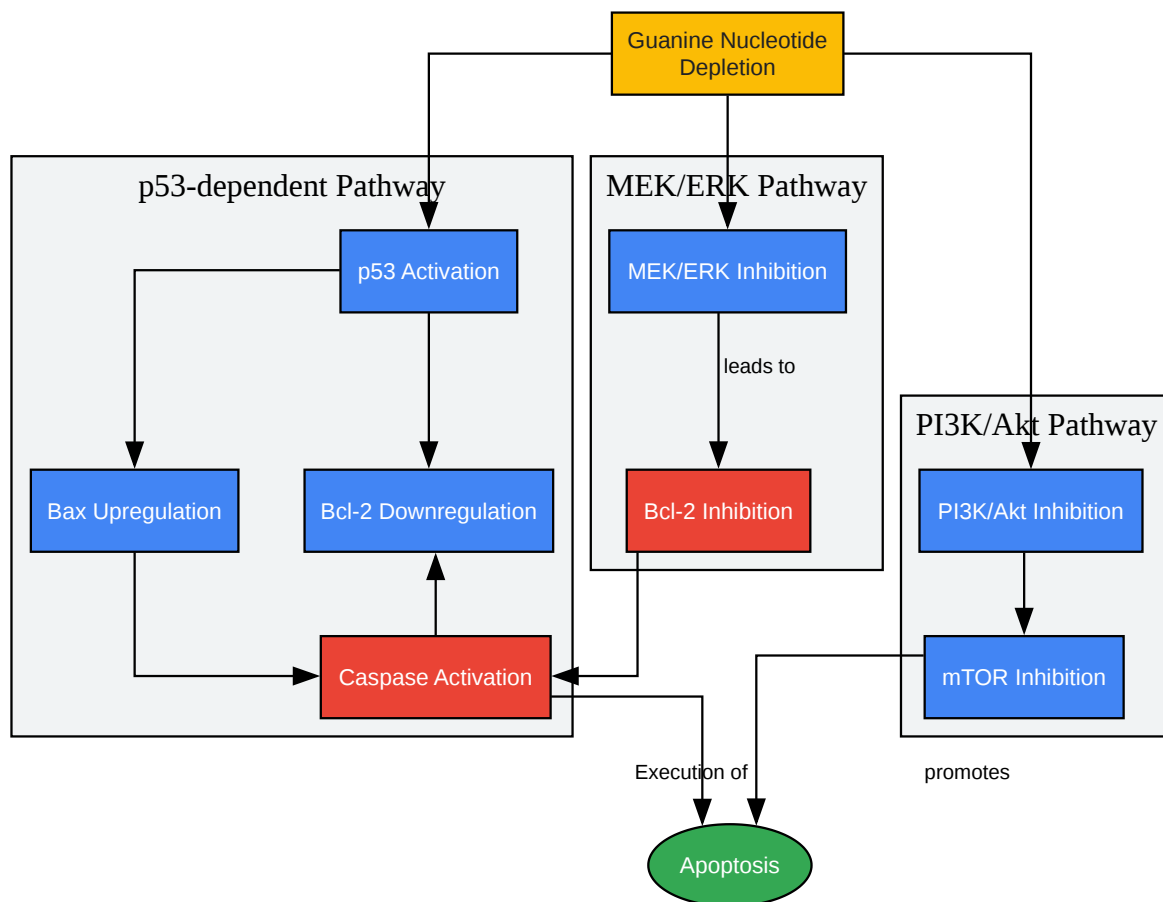 Guanine Nucleotide
Depletion
p53-dependent Pathway
MEK/ERK Pathway
p53 Activation
MEK/ERK Inhibition
leads to
PI3K/Akt Pathway
Bax Upregulation
Bcl-2 Downregulation
Bcl-2 Inhibition
PI3K/Akt Inhibition
Caspase Activation
mTOR Inhibition
Execution of
promotes
Apoptosis